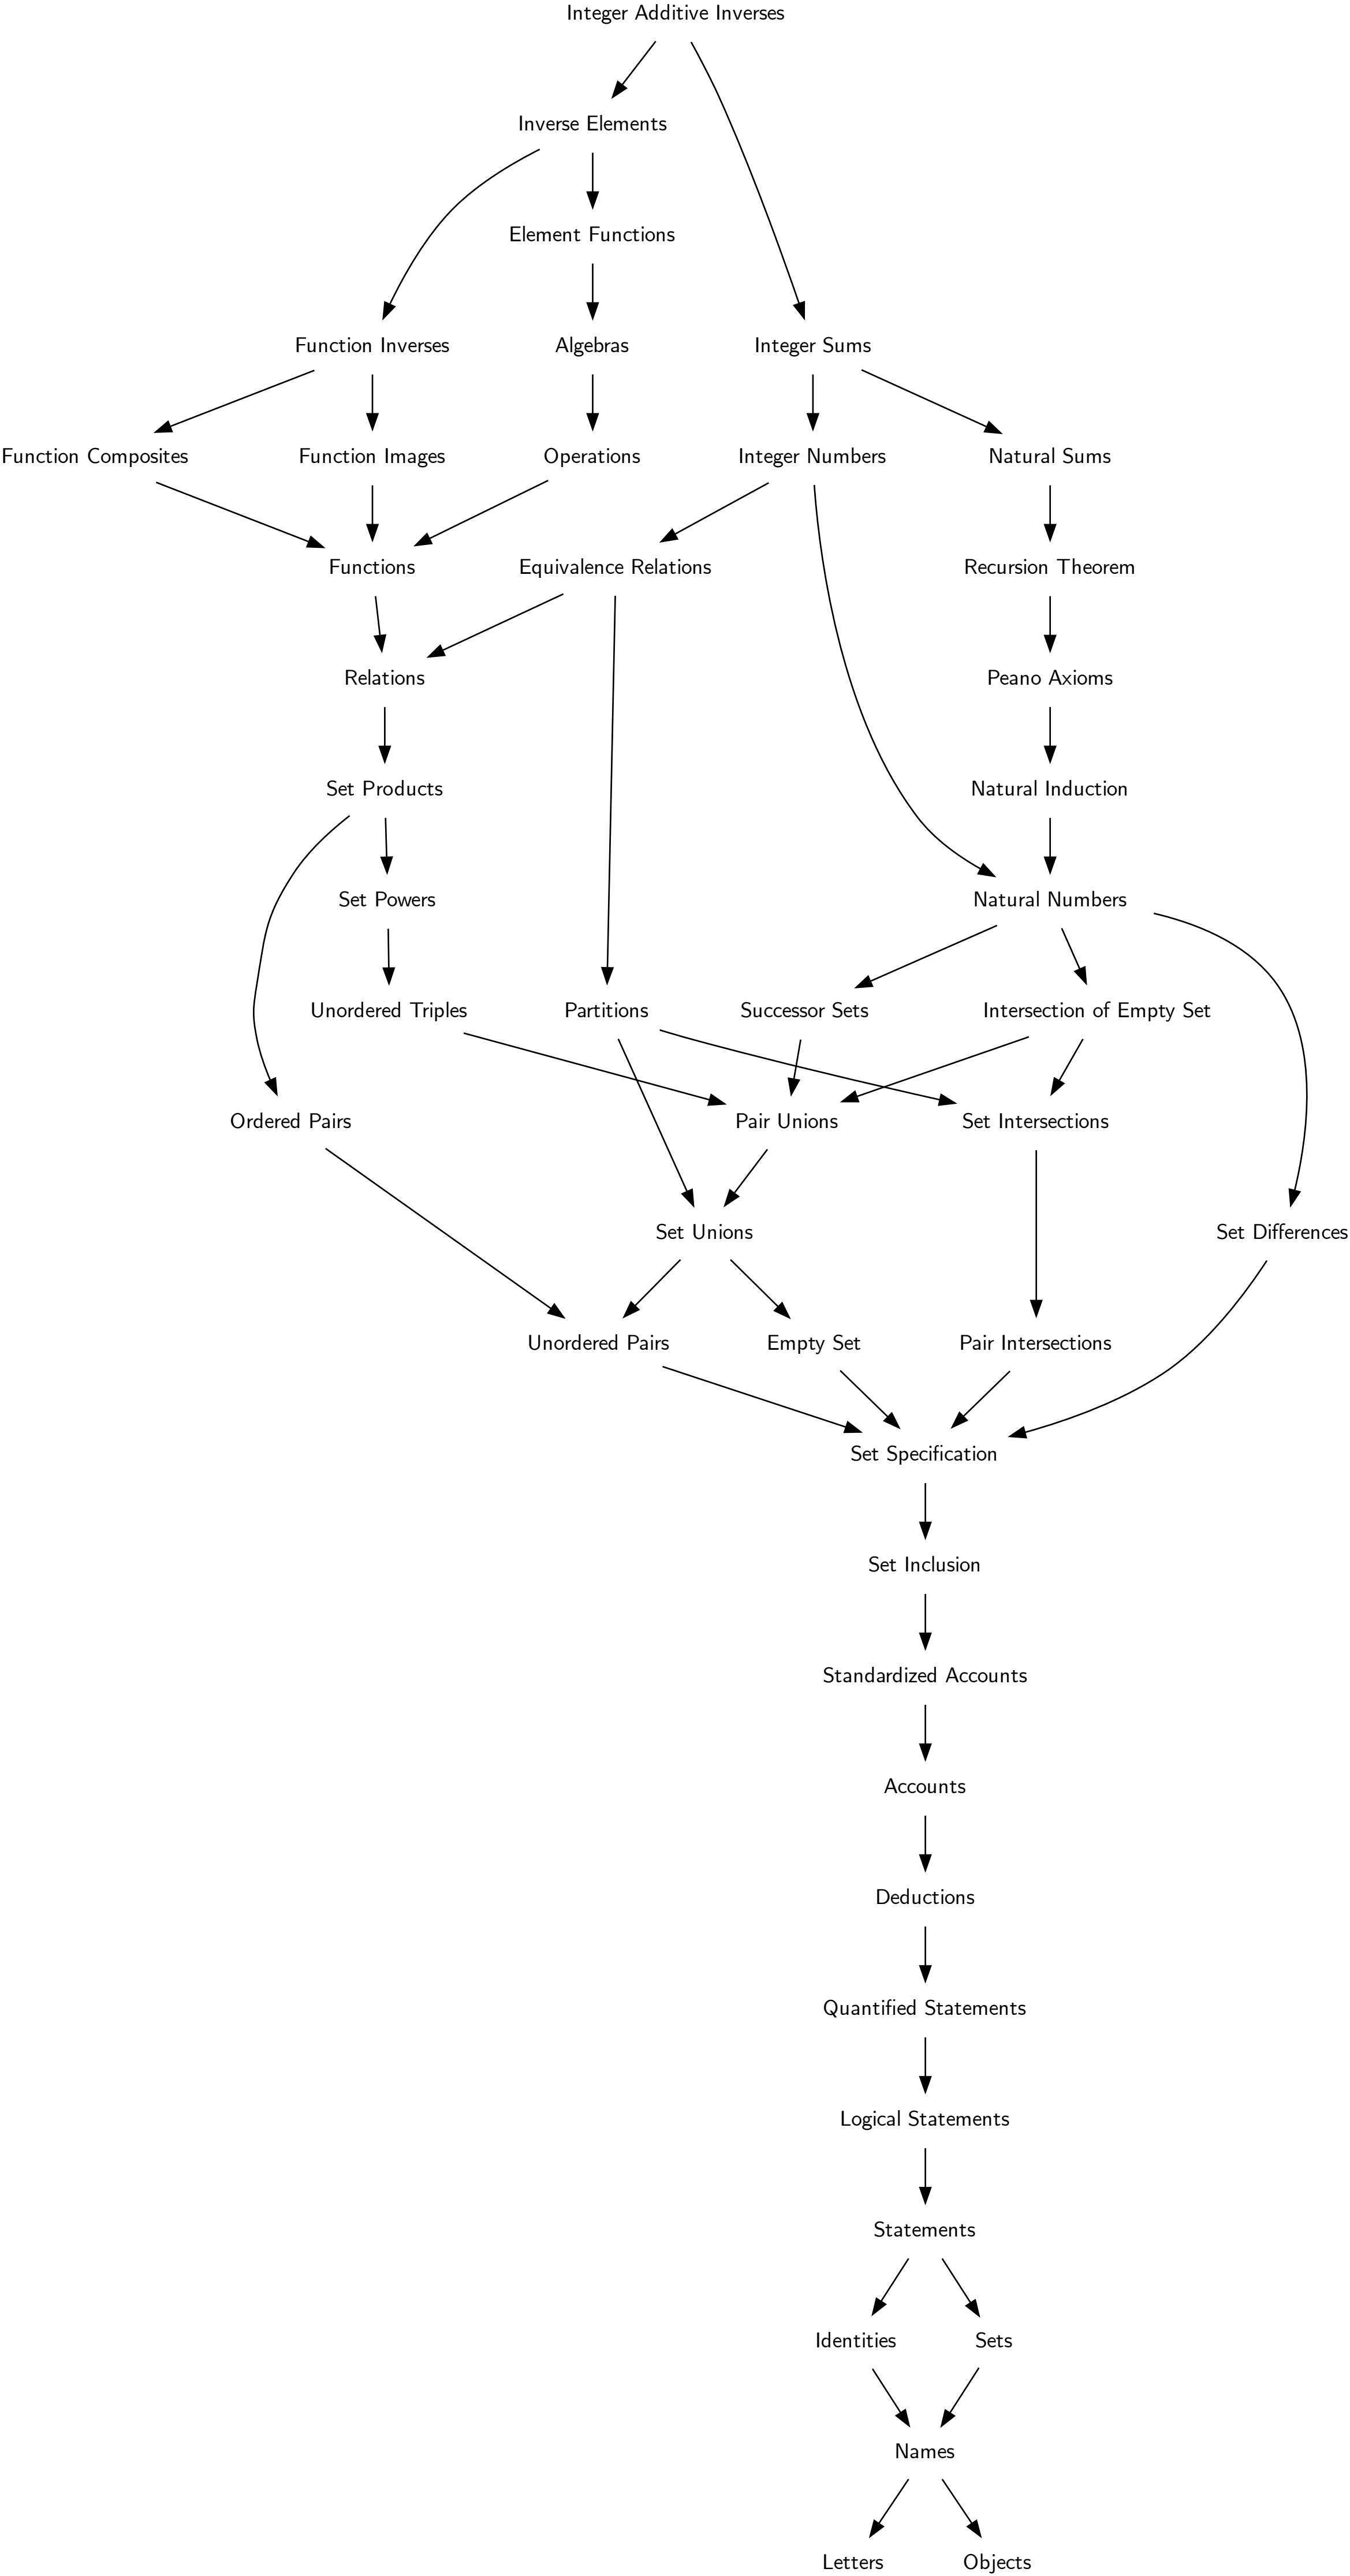 Integer Additive Inverses
Inverse Elements
Element Functions
Function Inverses
Algebras
Integer Sums
Function Composites
Function Images
Operations
Integer Numbers
Natural Sums
Functions
Equivalence Relations
Recursion Theorem
Relations
Peano Axioms
Set Products
Natural Induction
Set Powers
Natural Numbers
Unordered Triples
Partitions
Successor Sets
Intersection of Empty Set
Ordered Pairs
Pair Unions
Set Intersections
Set Unions
Set Differences
Unordered Pairs
Empty Set
Pair Intersections
Set Specification
Set Inclusion
Standardized Accounts
Accounts
Deductions
Quantified Statements
Logical Statements
Statements
Identities
Sets
Names
Letters
Objects